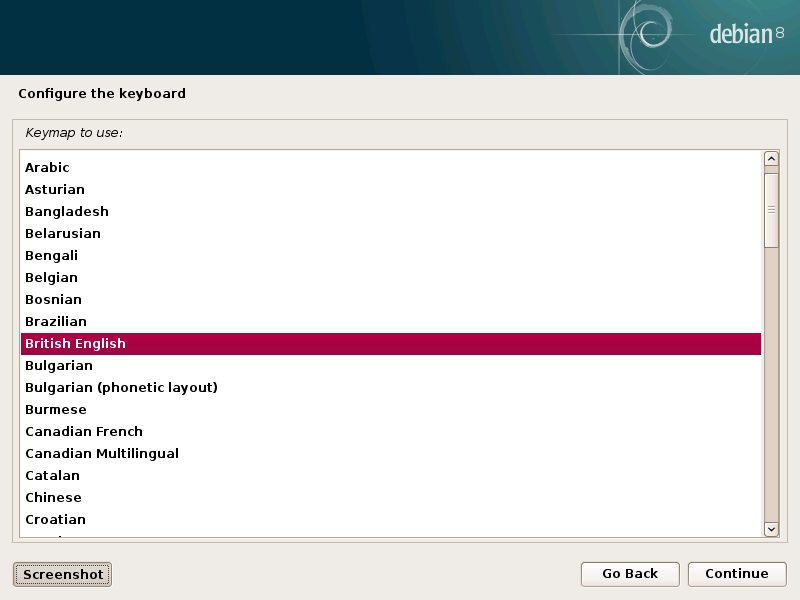 debian 8
Configure the keyboard
Keymap to use:
Arabic
Asturian
Bangladesh
Belarusian
Bengali
Belgian
Bosnian
Brazilian
British English
Bulgarian
Bulgarian (phonetic layout)
Burmese
Canadian French
Canadian Multilingual
Catalan
Chinese
Croatian
Screenshot
Go Back
Continue